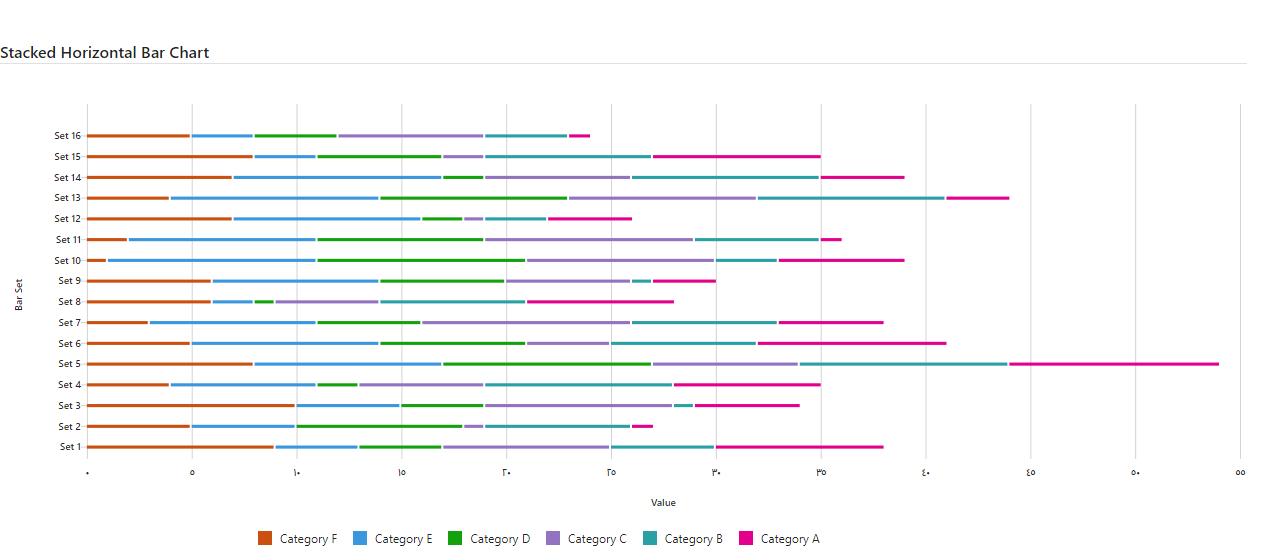 Stacked Horizontal Bar Chart
Set 16
Set 15
Set 14
Set 13
Set 12
Set 11
Set 10
Set 9
Set 8
Set 7
Set 6
Set 5
Set 4
Set 3
Set 2
Set 1
Bar Set
٠ ٥ ١٠ ١٥ ٢٠ ٢٥ ٣٠ ٣٥ ٤٠ ٤٥ ٥٠ ٥٥
Value
Category F Category E Category D Category C Category B Category A